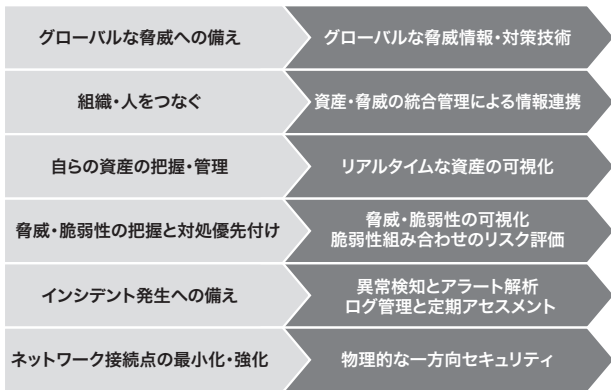 グローバルな脅威への備え
グローバルな脅威情報・対策技術
組織・人をつなぐ
資産・脅威の統合管理による情報連携
自らの資産の把握・管理
リアルタイムな資産の可視化
脅威・脆弱性の把握と対処優先付け
脅威・脆弱性の可視化
脆弱性組み合わせのリスク評価
インシデント発生への備え
異常検知とアラート解析
ログ管理と定期アセスメント
ネットワーク接続点の最小化・強化
物理的な一方向セキュリティ